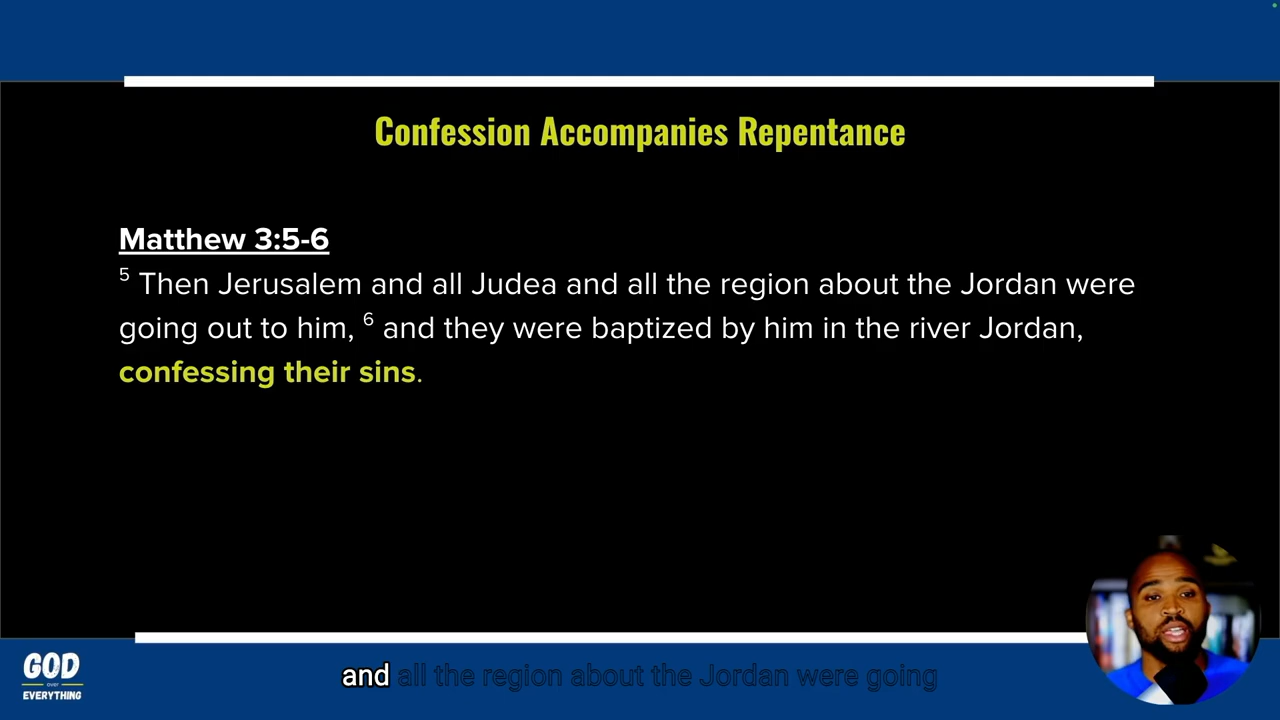 Confession Accompanies Repentance
Matthew 3:5-6
5 Then Jerusalem and all Judea and all the region about the Jordan were
going out to him, 6 and they were baptized by him in the river Jordan,
confessing their sins.
and all the region about the Jordan were going
GOD
over
EVERYTHING